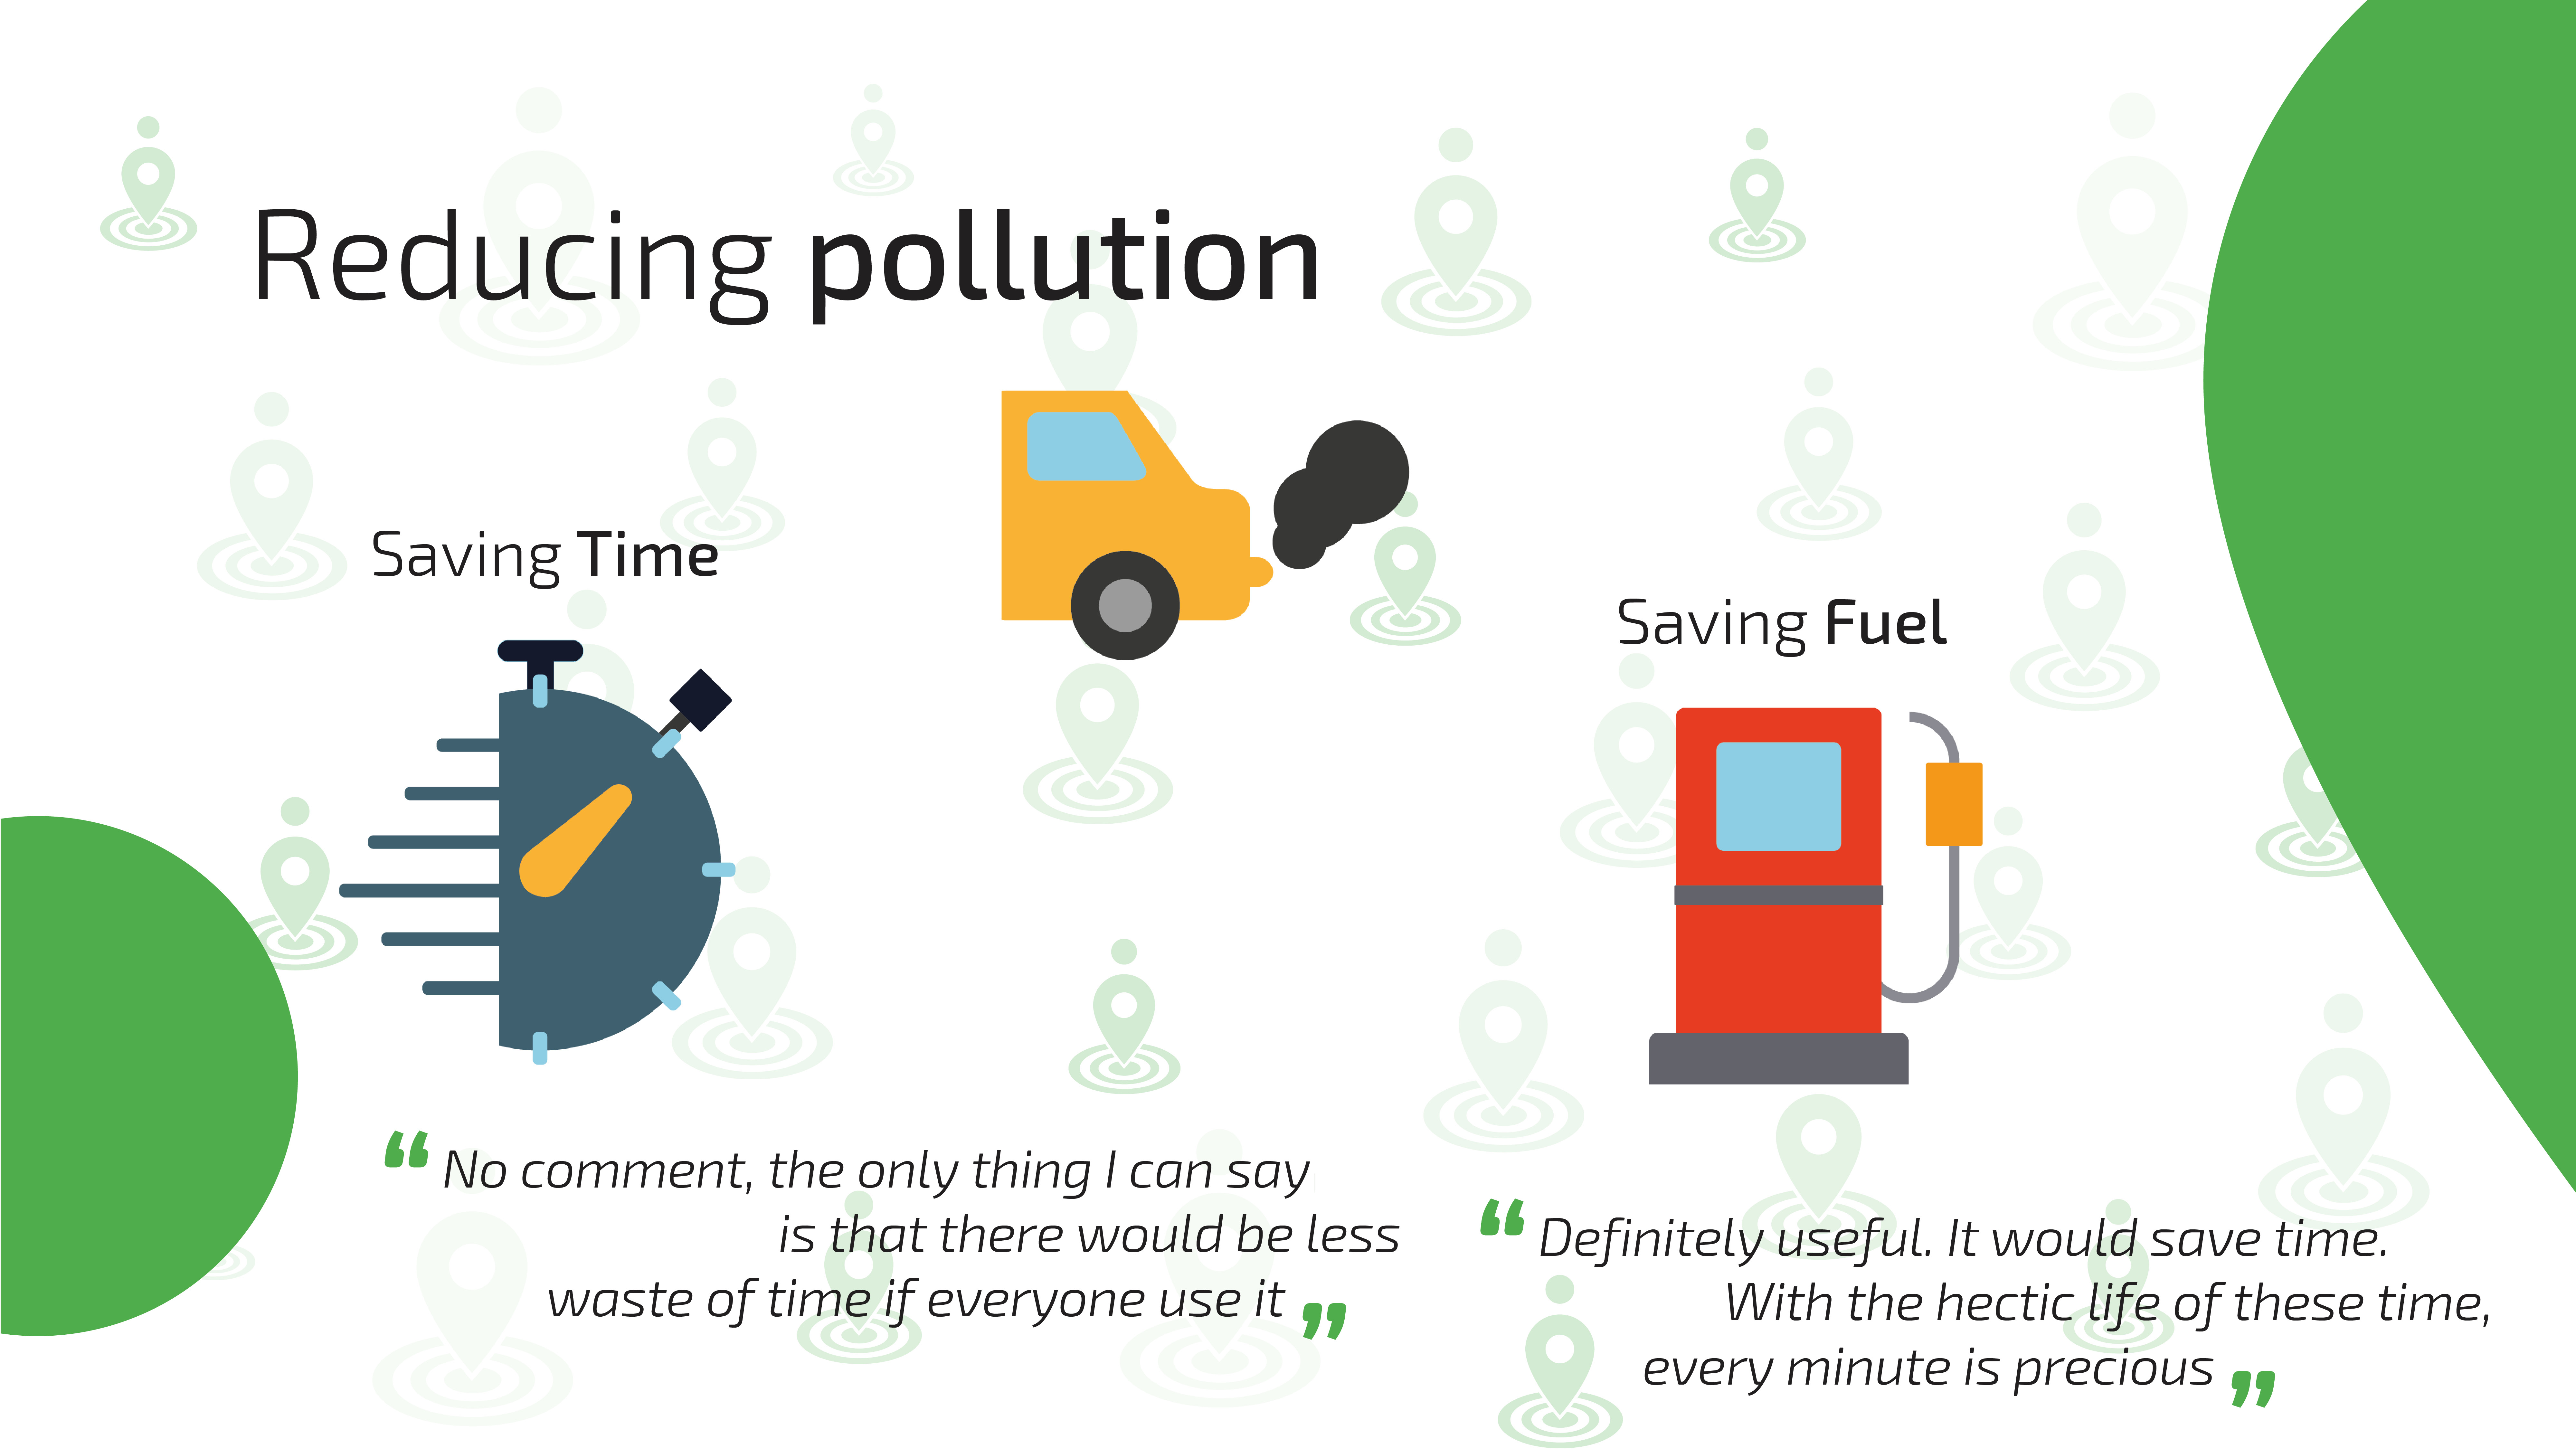 Reducing pollution
Saving Time
Saving Fuel
“ No comment, the only thing I can say
is that there would be less
waste of time if everyone use it ”
“ Definitely useful. It would save time.
With the hectic life of these time,
every minute is precious ”